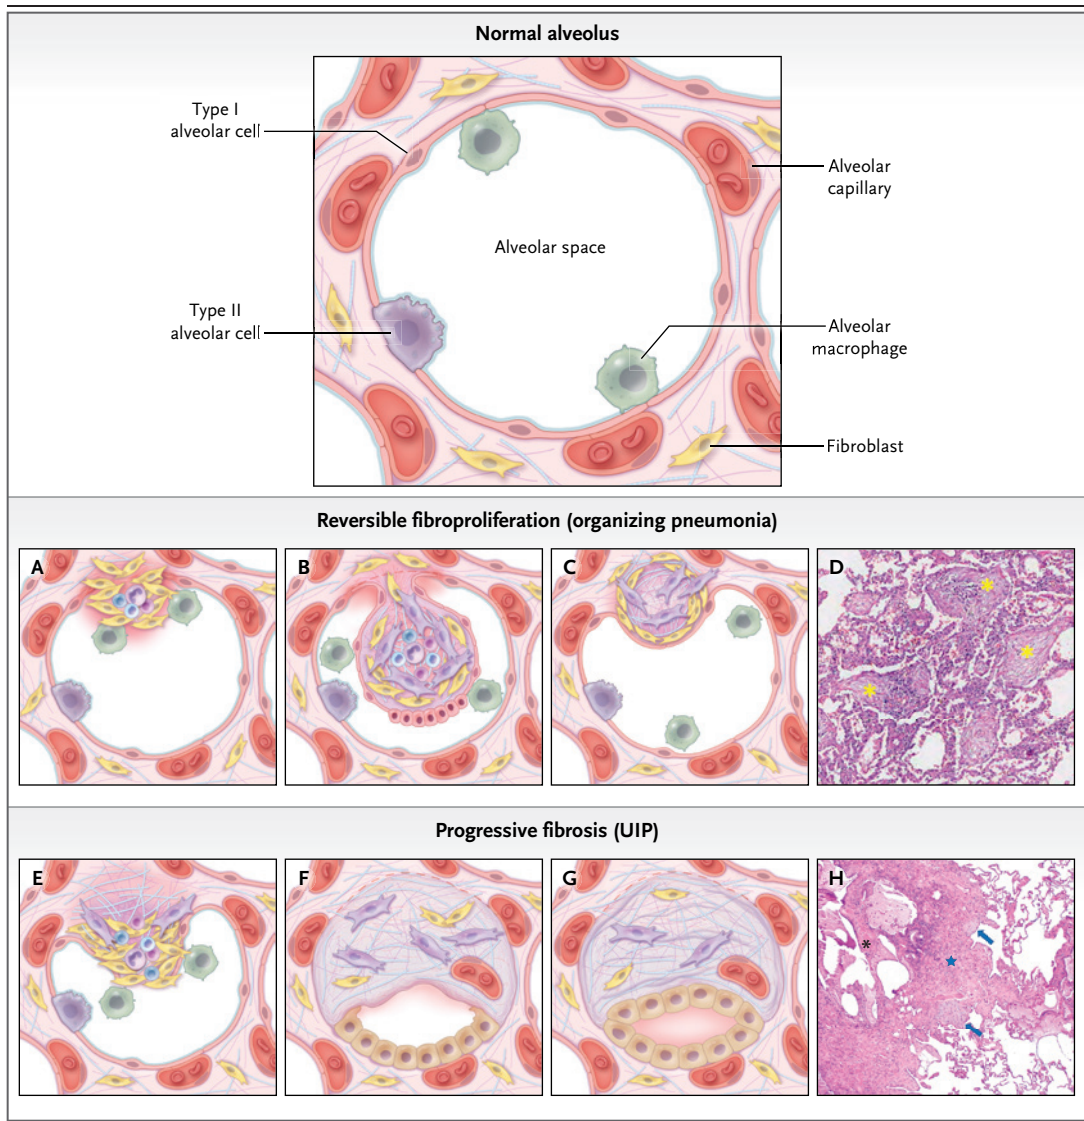 Normal alveolus
Type I
alveolar cell
Alveolar
capillary
Alveolar space
Type II
alveolar cell
Alveolar
macrophage
Fibroblast
Reversible fibroproliferation (organizing pneumonia)
A
B
C
D
Progressive fibrosis (UIP)
E
F
G
H